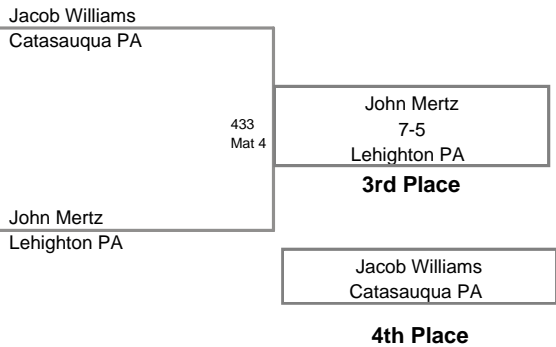 Jacob Williams
Catasauqua PA
433
Mat 4
John Mertz
7-5
Lehighton PA
3rd Place
John Mertz
Lehighton PA
Jacob Williams
Catasauqua PA
4th Place